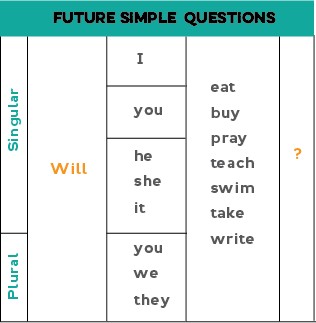 FUTURE SIMPLE QUESTIONS
Singular
Will
I
you
he
she
it
Plural
you
we
they
eat
buy
pray
teach
swim
take
write
?